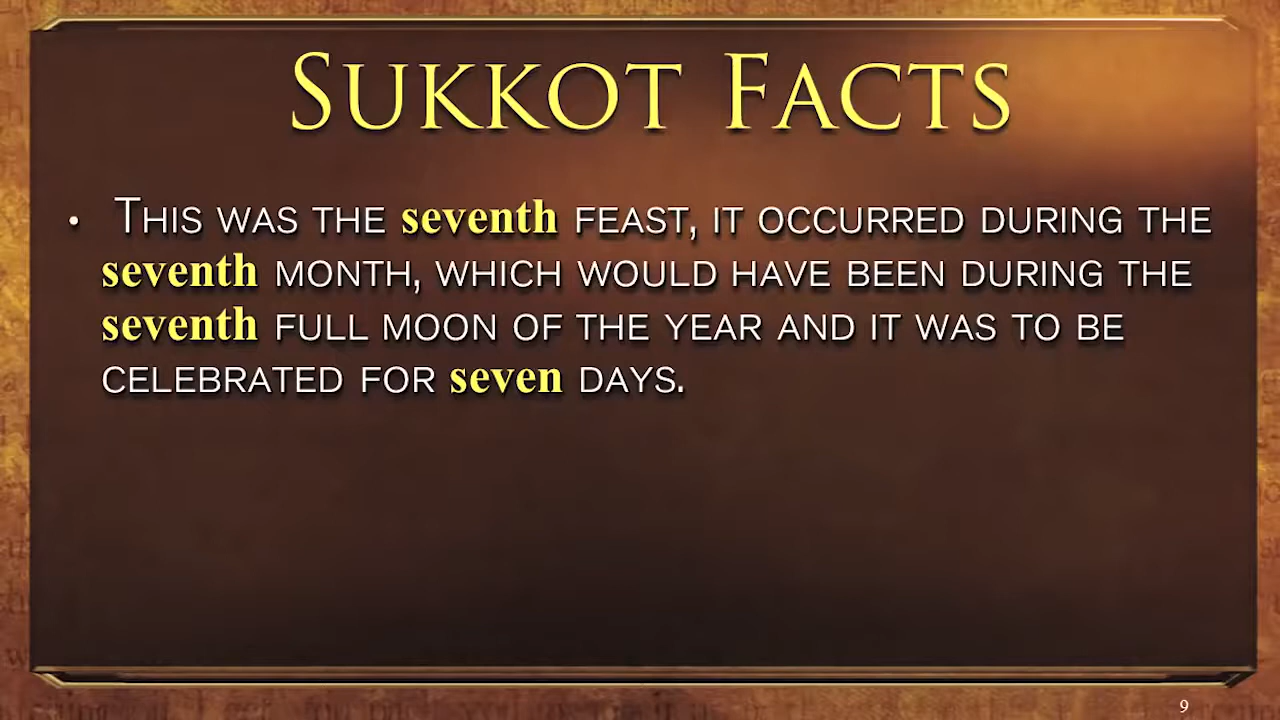 SUKKOT FACTS
• THIS WAS THE seventh FEAST, IT OCCURRED DURING THE
seventh MONTH, WHICH WOULD HAVE BEEN DURING THE
seventh FULL MOON OF THE YEAR AND IT WAS TO BE
CELEBRATED FOR seven DAYS.
9